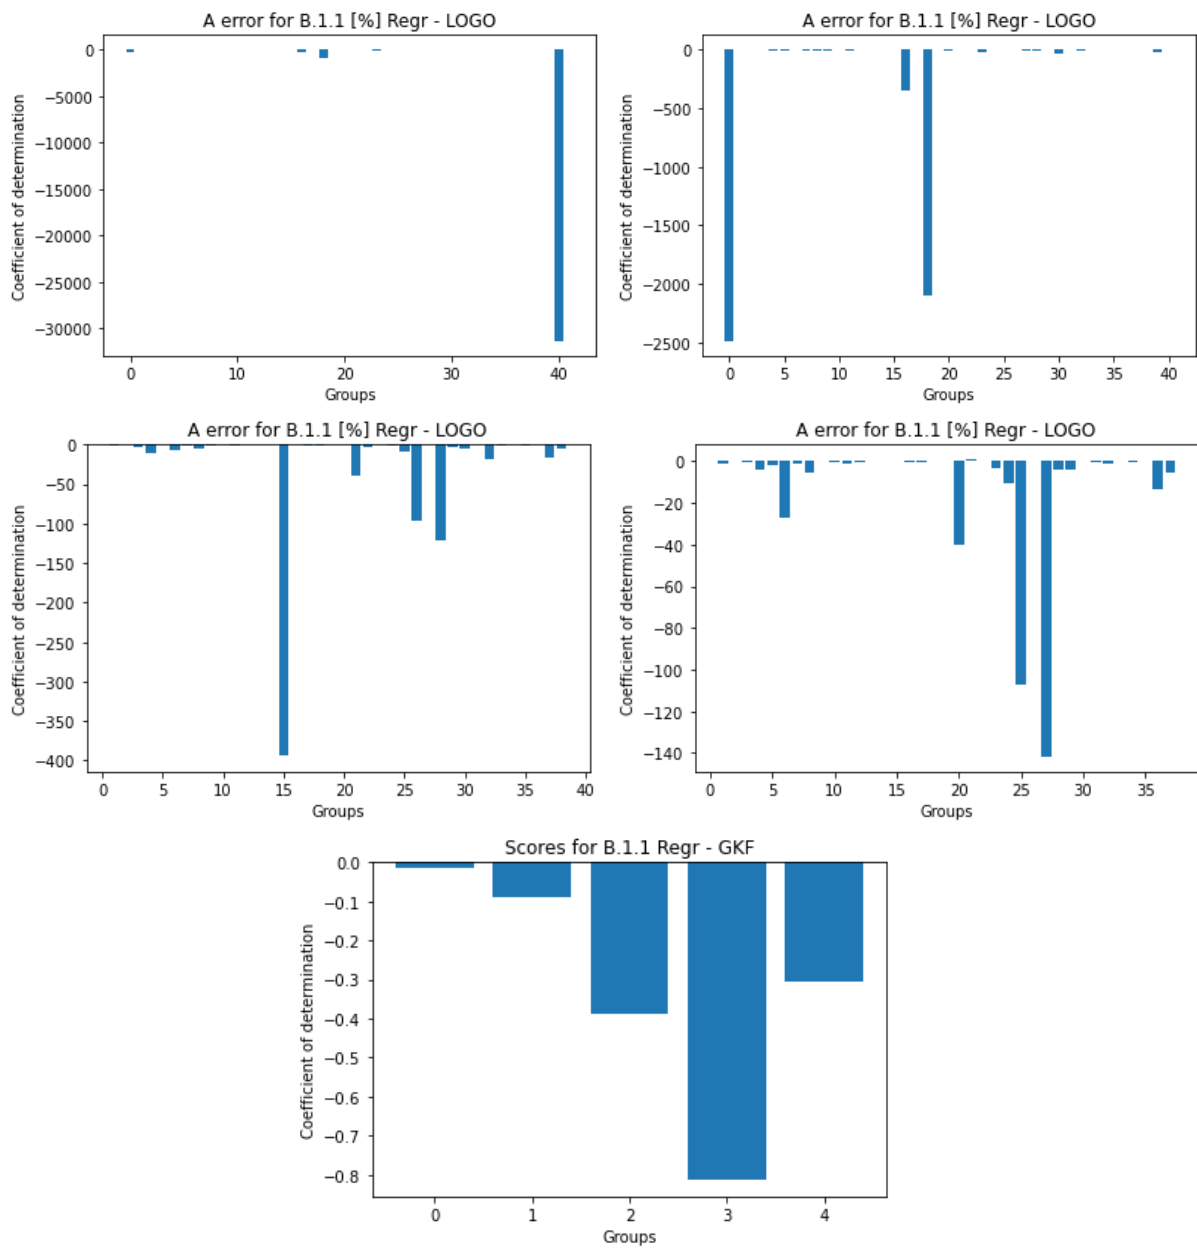 A error for B.1.1 [%] Regr - LOGO
0
−5000
−10000
−15000
−20000
−25000
−30000
Coefficient of determination
0 10 20 30 40
Groups
A error for B.1.1 [%] Regr - LOGO
0
−500
−1000
−1500
−2000
−2500
Coefficient of determination
0 5 10 15 20 25 30 35 40
Groups
A error for B.1.1 [%] Regr - LOGO
0
−50
−100
−150
−200
−250
−300
−350
−400
Coefficient of determination
0 5 10 15 20 25 30 35 40
Groups
A error for B.1.1 [%] Regr - LOGO
0
−20
−40
−60
−80
−100
−120
−140
Coefficient of determination
0 5 10 15 20 25 30 35
Groups
Scores for B.1.1 Regr - GKF
0.0
−0.1
−0.2
−0.3
−0.4
−0.5
−0.6
−0.7
−0.8
Coefficient of determination
0 1 2 3 4
Groups